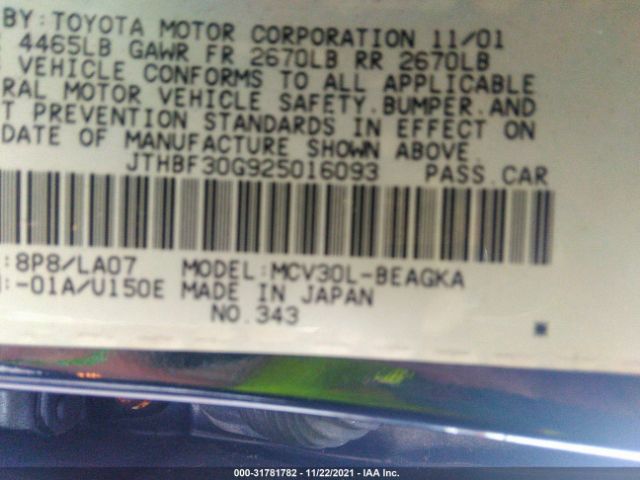 BY: TOYOTA MOTOR CORPORATION 11/01
4465LB GAWR FR 2670LB RR 2670LB
VEHICLE CONFORMS TO ALL APPLICABLE
RAL MOTOR VEHICLE SAFETY, BUMPER, AND
T PREVENTION STANDARDS IN EFFECT ON
DATE OF MANUFACTURE SHOWN ABOVE.
JTHBF30G925016093 PASS. CAR
:8P8/LA07 MODEL: MCV30L-BEAGKA
:-01A/U150E MADE IN JAPAN
NO. 343
000-31781782 - 11/22/2021 - IAA Inc.